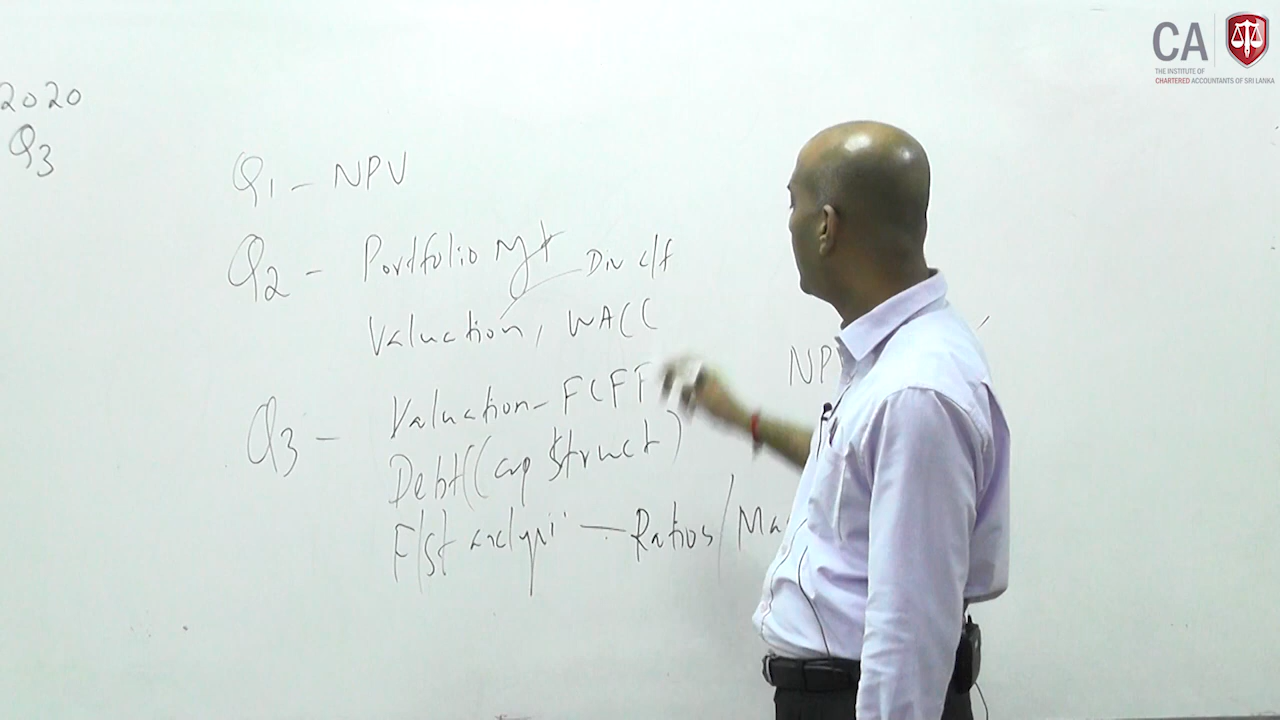 CA
THE INSTITUTE OF
CHARTERED ACCOUNTANTS OF SRI LANKA
2020
Q3
Q1 - NPV
Q2 - Portfolio Mgt
Div c/f
Valuation, WACC
NP
Q3 - Valuation - FCFF
Debt (cap struct)
F/St analysis - Ratios/Ma